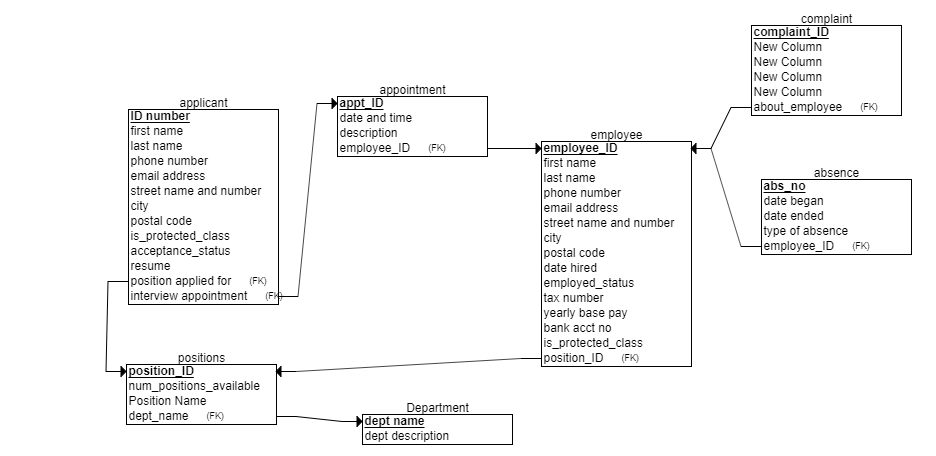 complaint
complaint_ID
New Column
New Column
New Column
New Column
about_employee (FK)
appointment
appt_ID
date and time
description
employee_ID (FK)
applicant
ID number
first name
last name
phone number
email address
street name and number
city
postal code
is_protected_class
acceptance_status
resume
position applied for (FK)
interview appointment (FK)
employee
employee_ID
first name
last name
phone number
email address
street name and number
city
postal code
date hired
employed_status
tax number
yearly base pay
bank acct no
is_protected_class
position_ID (FK)
absence
abs_no
date began
date ended
type of absence
employee_ID (FK)
positions
position_ID
num_positions_available
Position Name
dept_name (FK)
Department
dept name
dept description